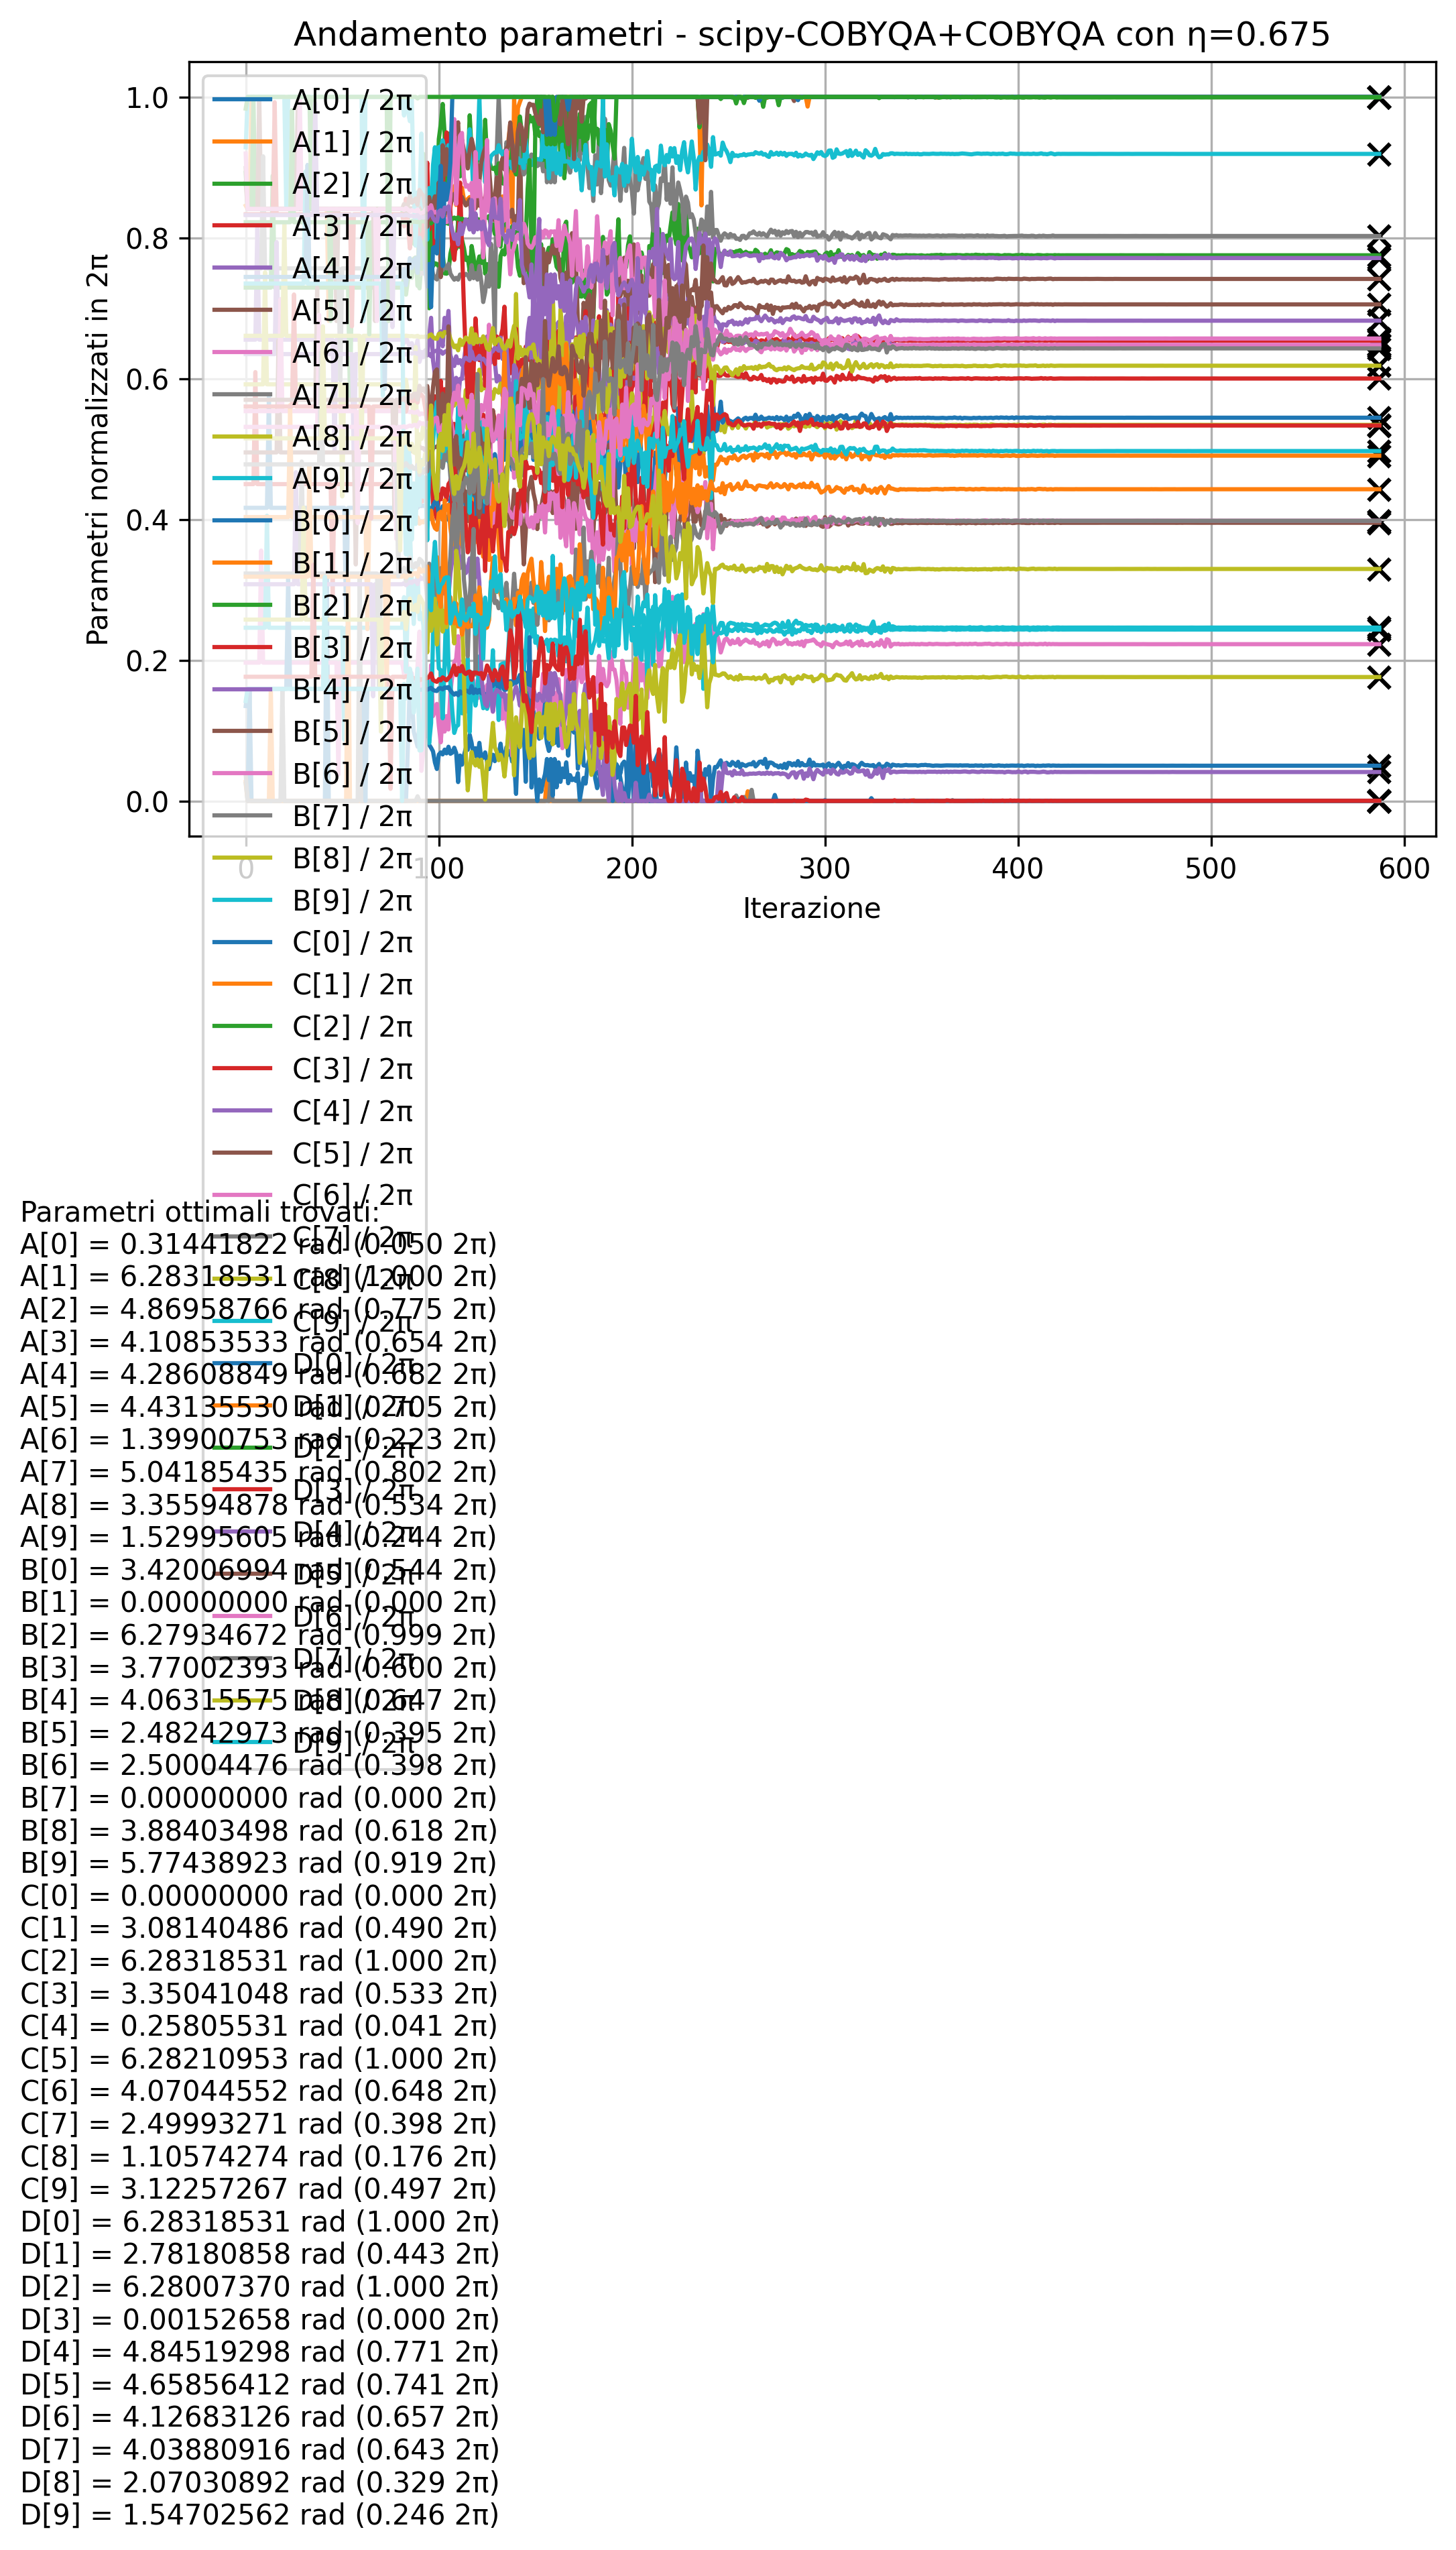 Andamento parametri - scipy-COBYQA+COBYQA con η=0.675
Parametri normalizzati in 2π
1.0
0.8
0.6
0.4
0.2
0.0
0
100
200
300
400
500
600
Iterazione
A[0] / 2π
A[1] / 2π
A[2] / 2π
A[3] / 2π
A[4] / 2π
A[5] / 2π
A[6] / 2π
A[7] / 2π
A[8] / 2π
A[9] / 2π
B[0] / 2π
B[1] / 2π
B[2] / 2π
B[3] / 2π
B[4] / 2π
B[5] / 2π
B[6] / 2π
B[7] / 2π
B[8] / 2π
B[9] / 2π
C[0] / 2π
C[1] / 2π
C[2] / 2π
C[3] / 2π
C[4] / 2π
C[5] / 2π
C[6] / 2π
C[7] / 2π
C[8] / 2π
C[9] / 2π
D[0] / 2π
D[1] / 2π
D[2] / 2π
D[3] / 2π
D[4] / 2π
D[5] / 2π
D[6] / 2π
D[7] / 2π
D[8] / 2π
D[9] / 2π
Parametri ottimali trovati:
A[0] = 0.31441822 rad (0.050 2π)
A[1] = 6.28318531 rad (1.000 2π)
A[2] = 4.86958766 rad (0.775 2π)
A[3] = 4.10853533 rad (0.654 2π)
A[4] = 4.28608849 rad (0.682 2π)
A[5] = 4.43135530 rad (0.705 2π)
A[6] = 1.39900753 rad (0.223 2π)
A[7] = 5.04185435 rad (0.802 2π)
A[8] = 3.35594878 rad (0.534 2π)
A[9] = 1.52995605 rad (0.244 2π)
B[0] = 3.42006994 rad (0.544 2π)
B[1] = 0.00000000 rad (0.000 2π)
B[2] = 6.27934672 rad (0.999 2π)
B[3] = 3.77002393 rad (0.600 2π)
B[4] = 4.06315575 rad (0.647 2π)
B[5] = 2.48242973 rad (0.395 2π)
B[6] = 2.50004476 rad (0.398 2π)
B[7] = 0.00000000 rad (0.000 2π)
B[8] = 3.88403498 rad (0.618 2π)
B[9] = 5.77438923 rad (0.919 2π)
C[0] = 0.00000000 rad (0.000 2π)
C[1] = 3.08140486 rad (0.490 2π)
C[2] = 6.28318531 rad (1.000 2π)
C[3] = 3.35041048 rad (0.533 2π)
C[4] = 0.25805531 rad (0.041 2π)
C[5] = 6.28210953 rad (1.000 2π)
C[6] = 4.07044552 rad (0.648 2π)
C[7] = 2.49993271 rad (0.398 2π)
C[8] = 1.10574274 rad (0.176 2π)
C[9] = 3.12257267 rad (0.497 2π)
D[0] = 6.28318531 rad (1.000 2π)
D[1] = 2.78180858 rad (0.443 2π)
D[2] = 6.28007370 rad (1.000 2π)
D[3] = 0.00152658 rad (0.000 2π)
D[4] = 4.84519298 rad (0.771 2π)
D[5] = 4.65856412 rad (0.741 2π)
D[6] = 4.12683126 rad (0.657 2π)
D[7] = 4.03880916 rad (0.643 2π)
D[8] = 2.07030892 rad (0.329 2π)
D[9] = 1.54702562 rad (0.246 2π)